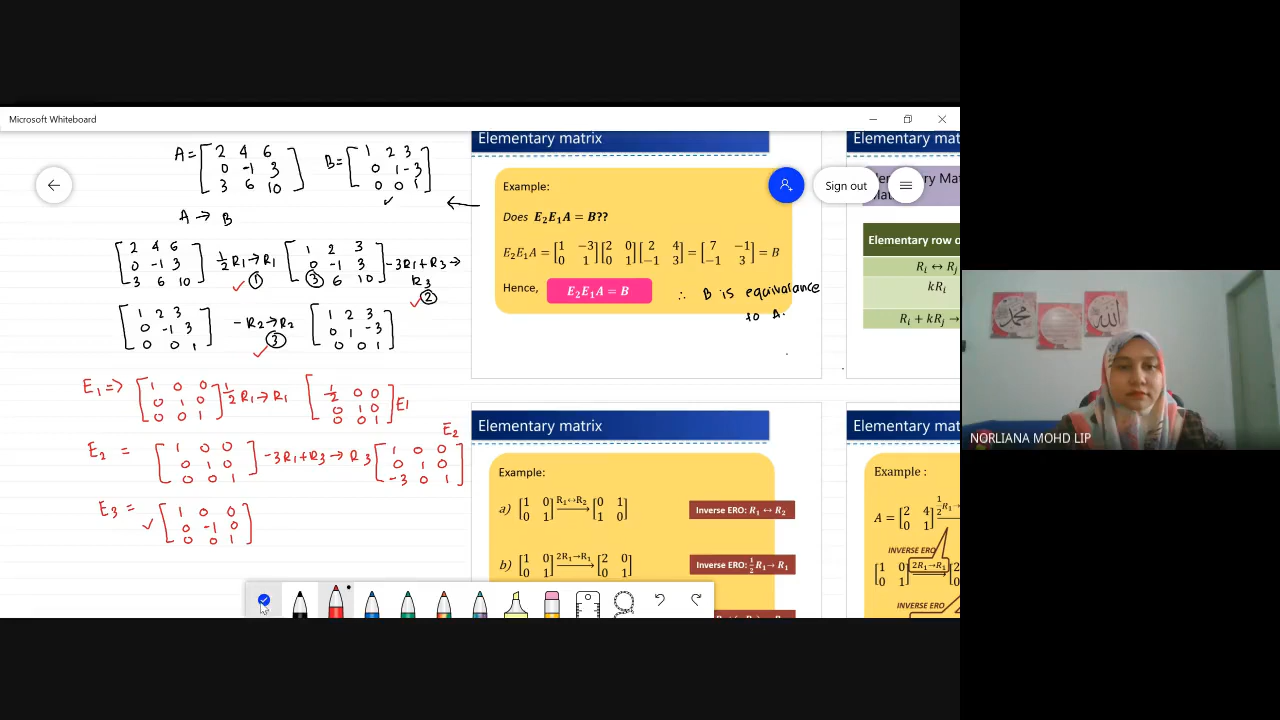 Microsoft Whiteboard
A = [2 4 6
0 -1 3
3 6 10]
B = [1 2 3
0 1 -3
0 0 1]
A → B
[2 4 6
0 -1 3
3 6 10] ½R1→R1 ① [1 2 3
0 -1 3
③ 6 10] -3R1+R3→
R3 ②
[1 2 3
0 -1 3
0 0 1] -R2→R2 ③ [1 2 3
0 1 -3
0 0 1]
E1 => [1 0 0
0 1 0
0 0 1] ½R1→R1 [½ 0 0
0 1 0
0 0 1] E1
E2 = [1 0 0
0 1 0
0 0 1] -3R1+R3→R3 [1 0 0
0 1 0
-3 0 1] E2
E3 = [1 0 0
0 -1 0
0 0 1]
Elementary matrix
Example:
Does E₂E₁A = B??
E₂E₁A = [1 −3
0 1] [2 0
0 1] [2 4
−1 3] = [7 −1
−1 3] = B
Hence, E₂E₁A = B
∴ B is equivalance
to A.
Sign out
Elementary row o
Rᵢ ↔ Rⱼ
kRᵢ
Rᵢ + kRⱼ →
Elementary matrix
Example:
a) [1 0
0 1] R₁↔R₂ → [0 1
1 0]
Inverse ERO: R₁ ↔ R₂
b) [1 0
0 1] 2R₁→R₁ → [2 0
0 1]
Inverse ERO: ½R₁→ R₁
Elementary mat
Example :
A = [2 4
0 1] ½R₁→
INVERSE ERO
[1 0
0 1] 2R₁→R₁
INVERSE ERO
NORLIANA MOHD LIP